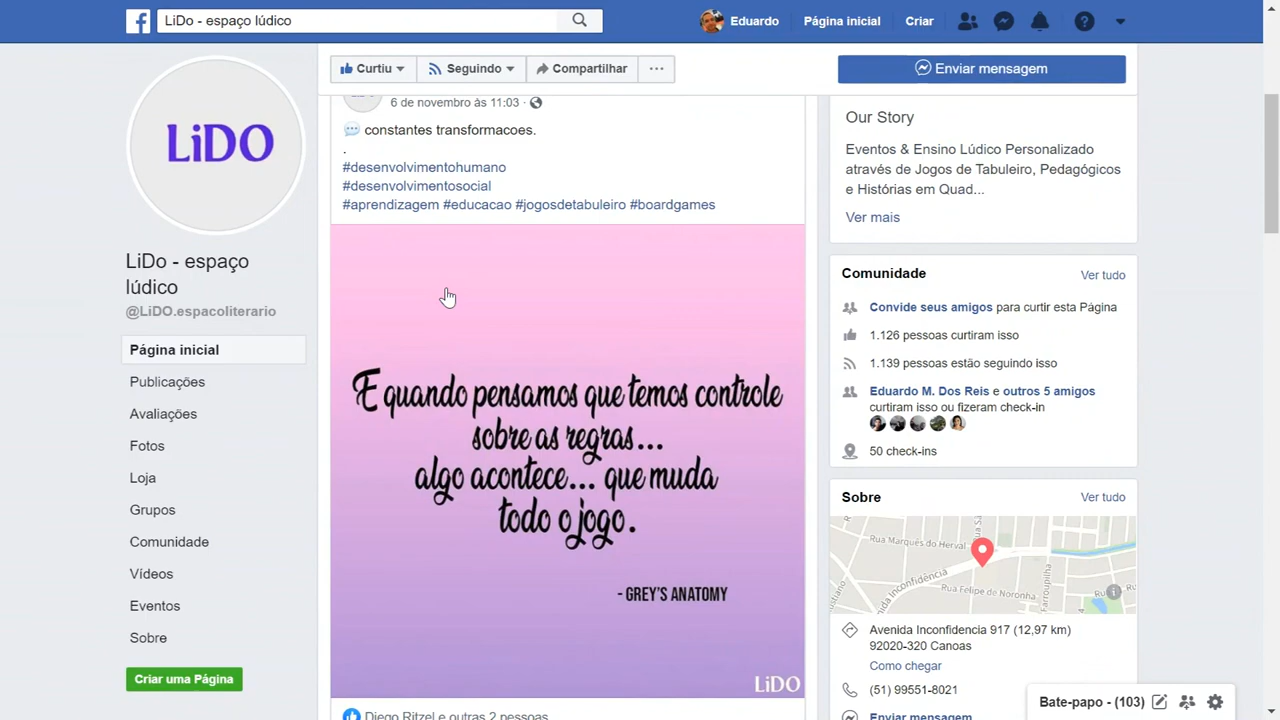 LiDo - espaço lúdico
Eduardo
Página inicial
Criar
Curtiu
Seguindo
Compartilhar
Enviar mensagem
LiDO
LiDo - espaço
lúdico
@LiDO.espacoliterario
Página inicial
Publicações
Avaliações
Fotos
Loja
Grupos
Comunidade
Vídeos
Eventos
Sobre
Criar uma Página
6 de novembro às 11:03
constantes transformacoes.
.
#desenvolvimentohumano
#desenvolvimentosocial
#aprendizagem #educacao #jogosdetabuleiro #boardgames
E quando pensamos que temos controle
sobre as regras...
algo acontece... que muda
todo o jogo.
- GREY'S ANATOMY
LiDO
Diego Ritzel e outras 2 pessoas
Our Story
Eventos & Ensino Lúdico Personalizado
através de Jogos de Tabuleiro, Pedagógicos
e Histórias em Quad...
Ver mais
Comunidade
Ver tudo
Convide seus amigos para curtir esta Página
1.126 pessoas curtiram isso
1.139 pessoas estão seguindo isso
Eduardo M. Dos Reis e outros 5 amigos
curtiram isso ou fizeram check-in
50 check-ins
Sobre
Ver tudo
Rua Marquês do Herval
Avenida Inconfidência
Rua Felipe de Noronha
Farroupilha
Avenida Inconfidencia 917 (12,97 km)
92020-320 Canoas
Como chegar
(51) 99551-8021
Enviar mensagem
Bate-papo - (103)